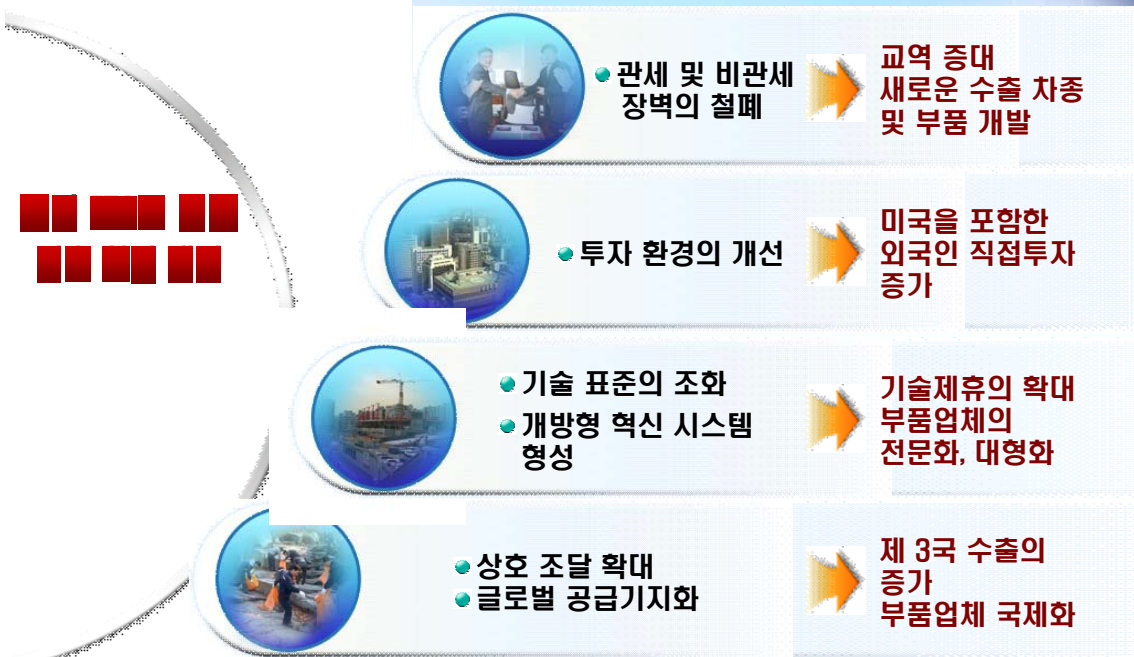 관세 및 비관세
장벽의 철폐
교역 증대
새로운 수출 차종
및 부품 개발
투자 환경의 개선
미국을 포함한
외국인 직접투자
증가
기술 표준의 조화
개방형 혁신 시스템
형성
기술제휴의 확대
부품업체의
전문화, 대형화
상호 조달 확대
글로벌 공급기지화
제 3국 수출의
증가
부품업체 국제화